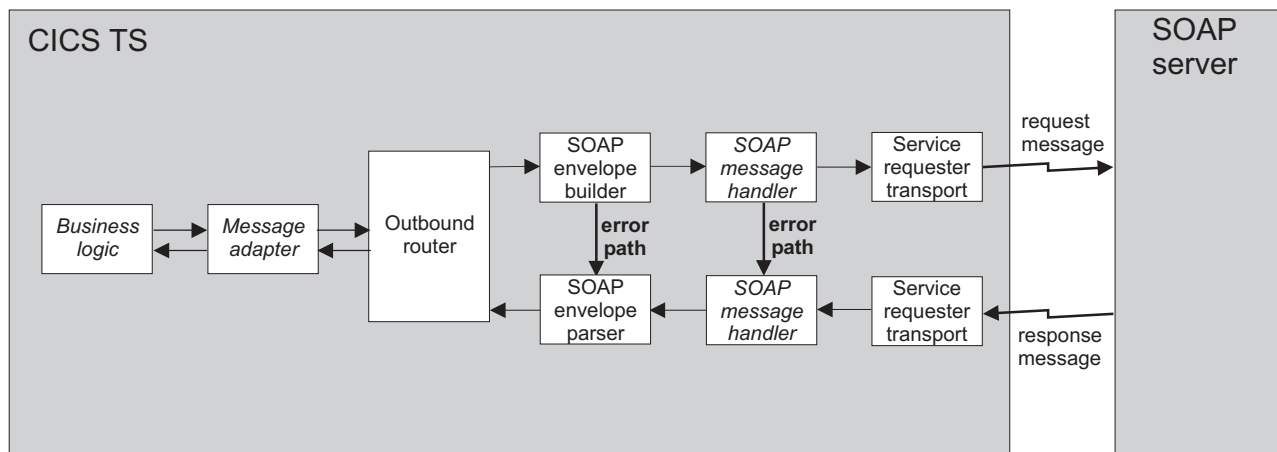 CICS TS
SOAP
server
SOAP
envelope
builder
SOAP
message
handler
Service
requester
transport
request
message
Business
logic
Message
adapter
Outbound
router
error
path
error
path
SOAP
envelope
parser
SOAP
message
handler
Service
requester
transport
response
message